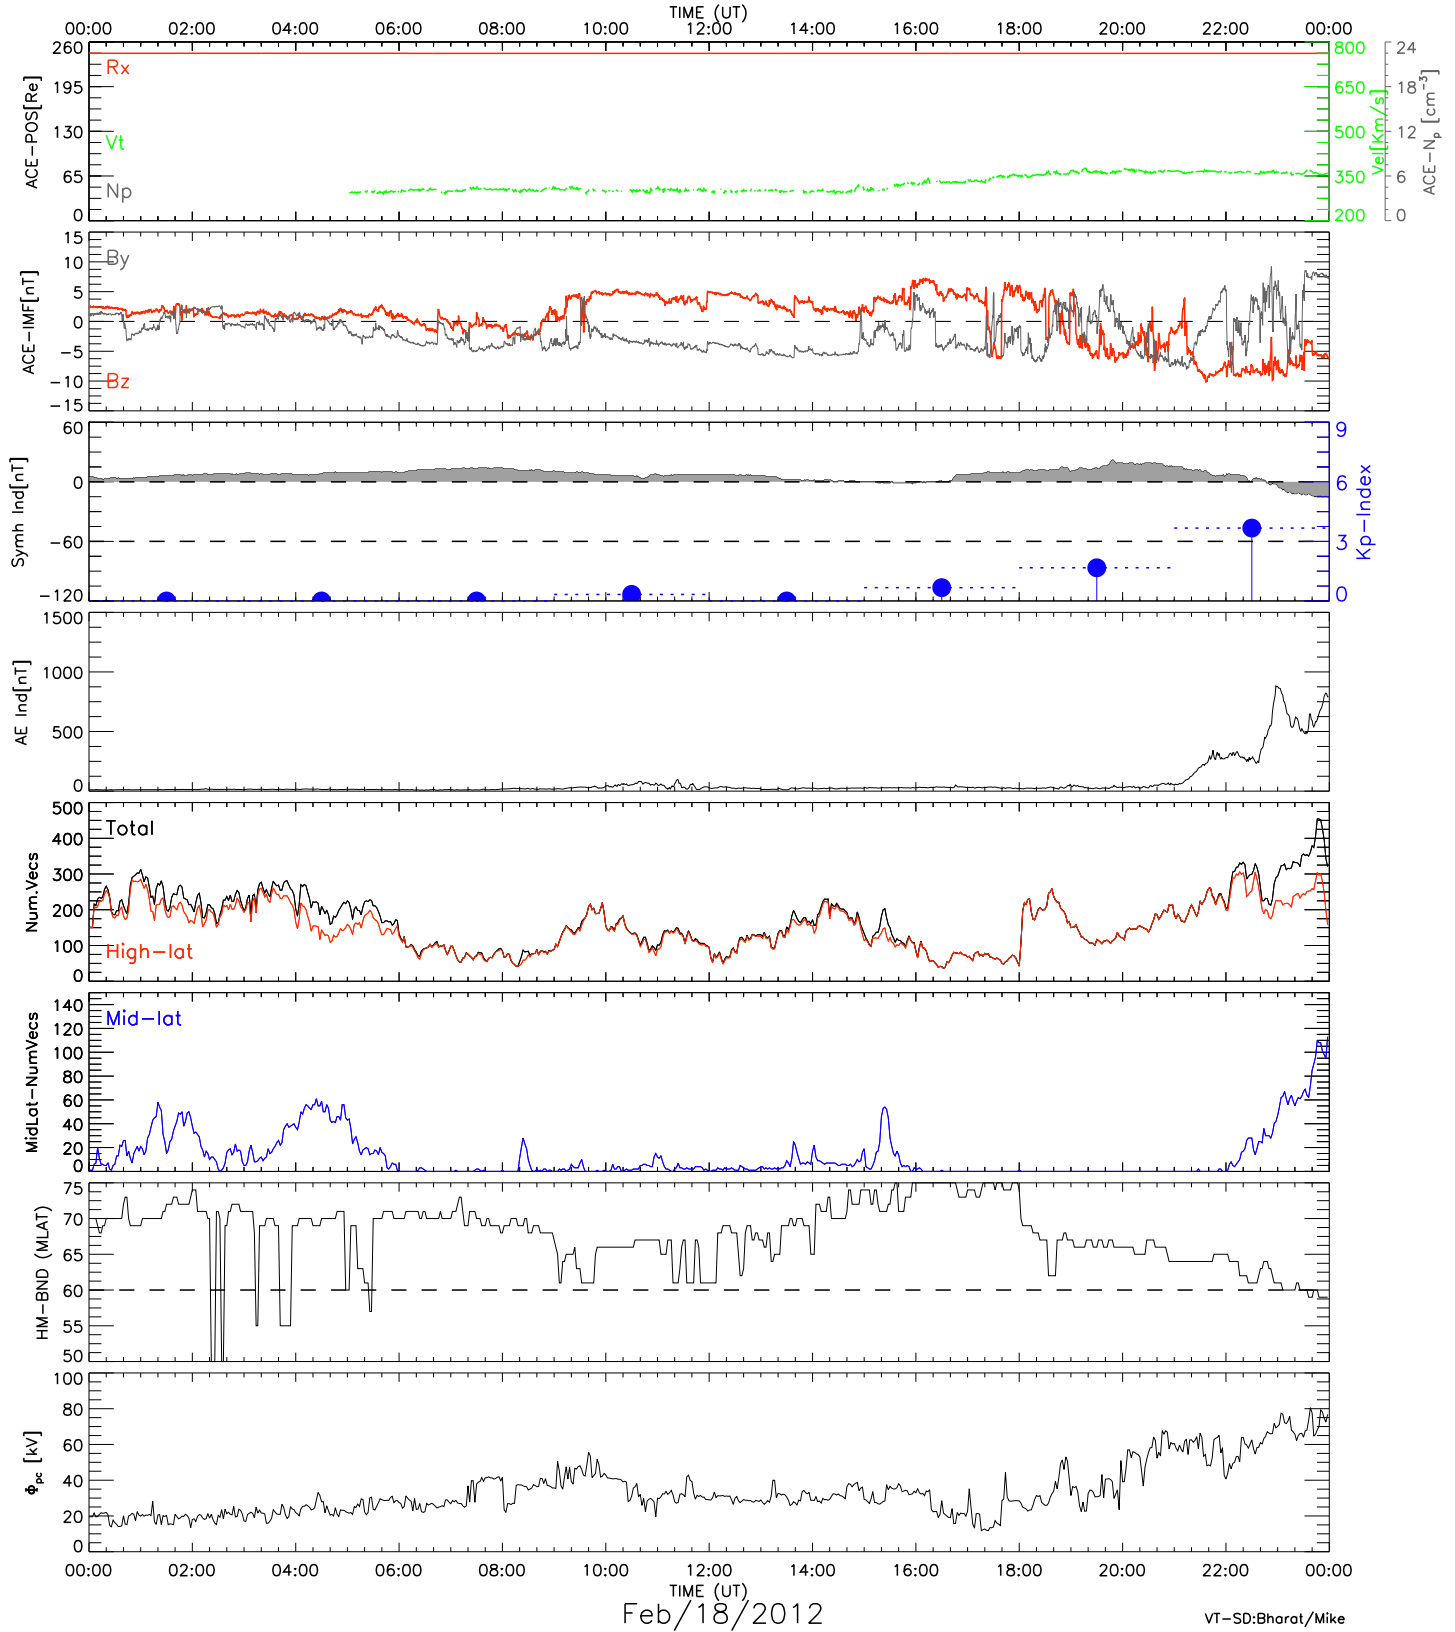 TIME (UT)
00:00 02:00 04:00 06:00 08:00 10:00 12:00 14:00 16:00 18:00 20:00 22:00 00:00
ACE-POS[Re]
260
195
130
65
0
Rx
Vt
Np
800
650
500
350
200
Vel[Km/s]
24
18
12
6
0
ACE-Np [cm-3]
ACE-IMF[nT]
15
10
5
0
-5
-10
-15
By
Bz
Symh Ind[nT]
60
0
-60
-120
9
6
3
0
Kp-Index
AE Ind[nT]
1500
1000
500
0
Num.Vecs
500
400
300
200
100
0
Total
High-lat
MidLat-NumVecs
140
120
100
80
60
40
20
0
Mid-lat
HM-BND (MLAT)
75
70
65
60
55
50
Φpc [kV]
100
80
60
40
20
0
00:00 02:00 04:00 06:00 08:00 10:00 12:00 14:00 16:00 18:00 20:00 22:00 00:00
TIME (UT)
Feb/18/2012
VT-SD:Bharat/Mike